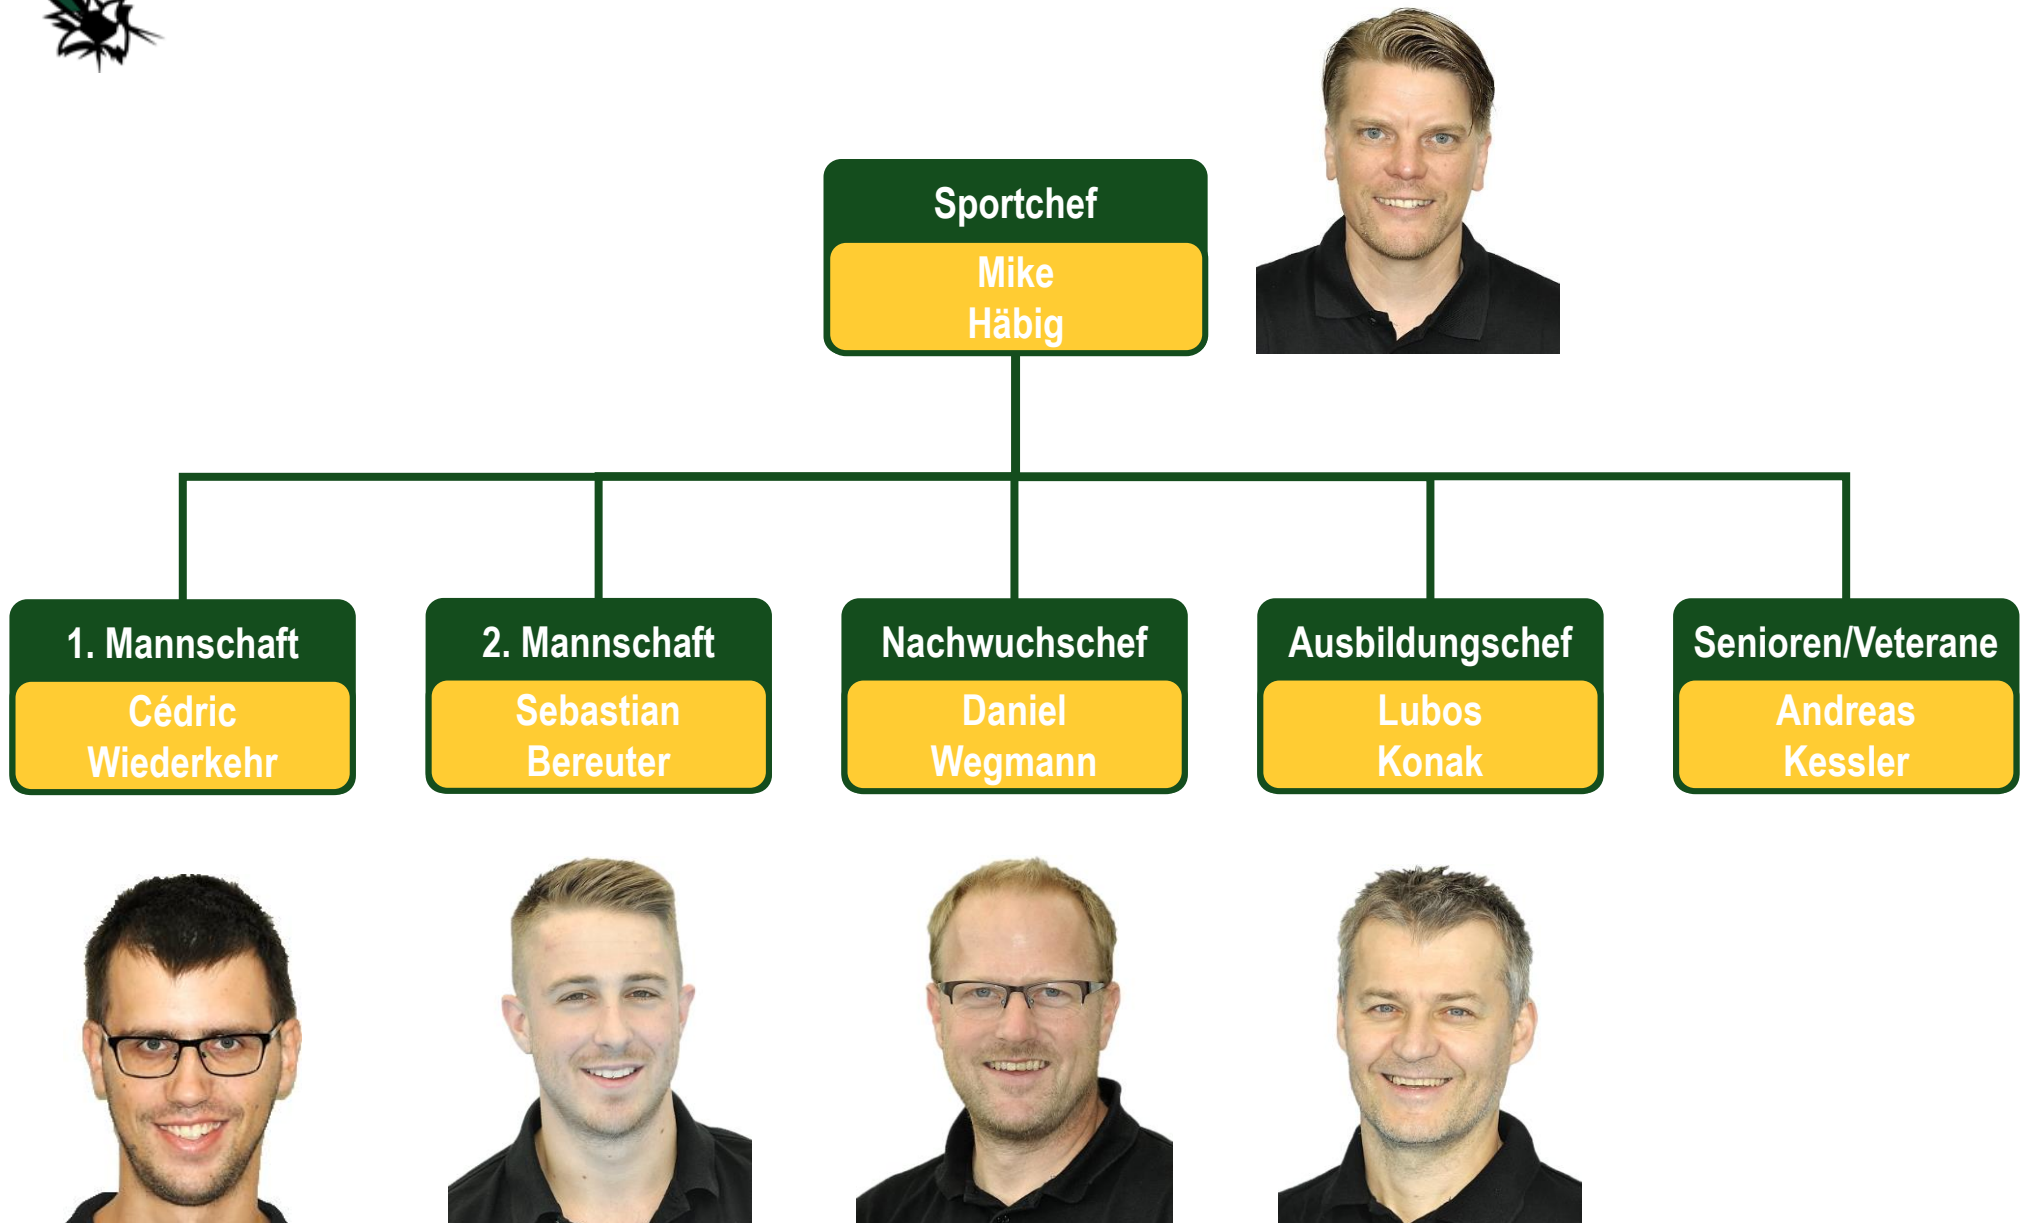 Sportchef
Mike
Häbig
1. Mannschaft
Cédric
Wiederkehr
2. Mannschaft
Sebastian
Bereuter
Nachwuchschef
Daniel
Wegmann
Ausbildungschef
Lubos
Konak
Senioren/Veterane
Andreas
Kessler